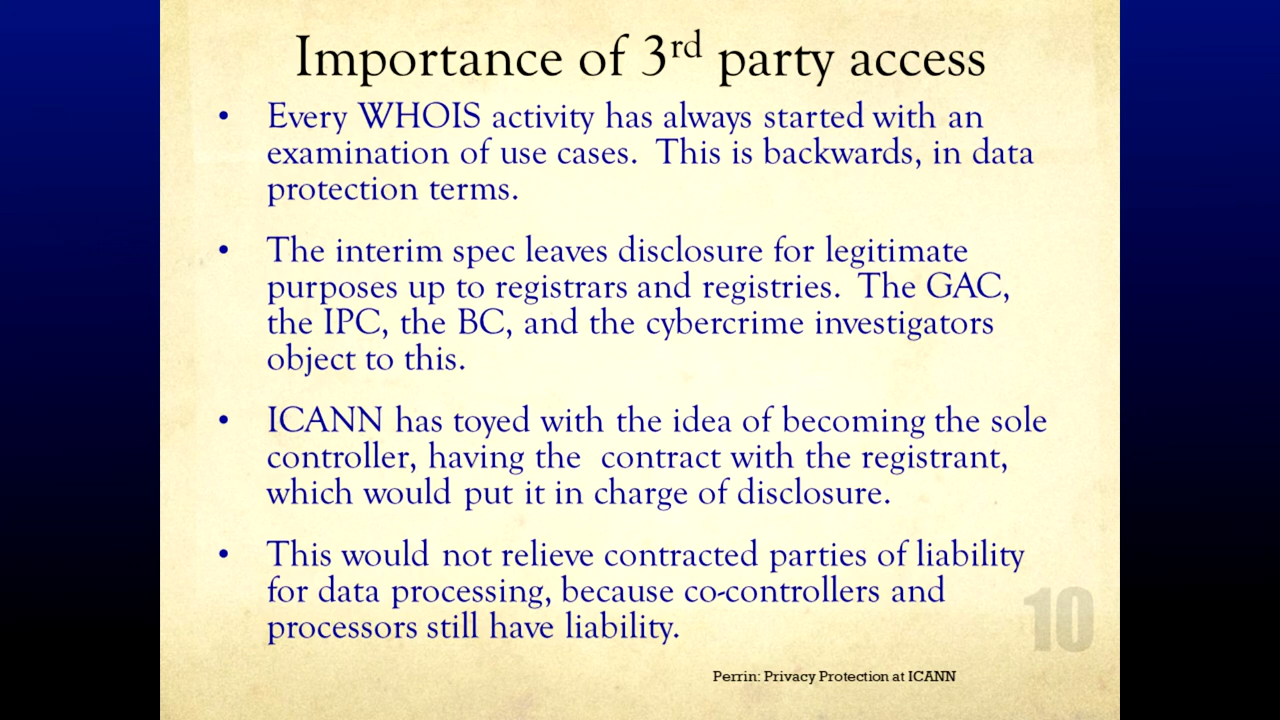 Importance of 3rd party access
• Every WHOIS activity has always started with an
examination of use cases.  This is backwards, in data
protection terms.
• The interim spec leaves disclosure for legitimate
purposes up to registrars and registries.  The GAC,
the IPC, the BC, and the cybercrime investigators
object to this.
• ICANN has toyed with the idea of becoming the sole
controller, having the  contract with the registrant,
which would put it in charge of disclosure.
• This would not relieve contracted parties of liability
for data processing, because co-controllers and
processors still have liability.
10
Perrin: Privacy Protection at ICANN